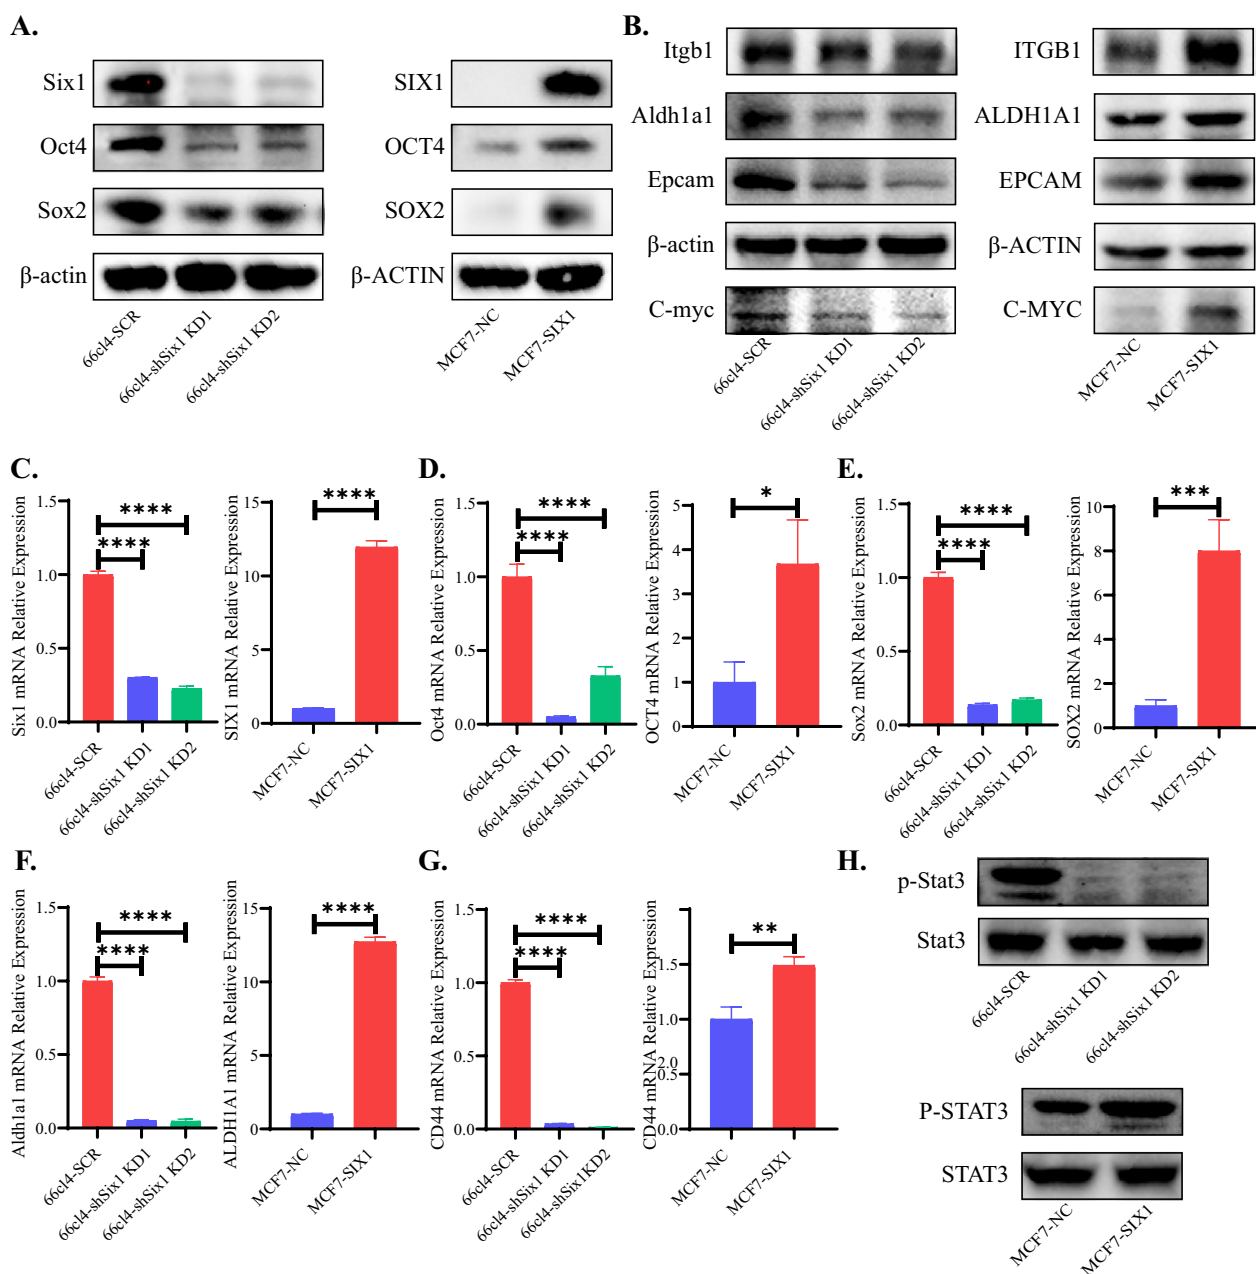 A.
Six1
Oct4
Sox2
β-actin
66cl4-SCR
66cl4-shSix1 KD1
66cl4-shSix1 KD2
SIX1
OCT4
SOX2
β-ACTIN
MCF7-NC
MCF7-SIX1
B.
Itgb1
Aldh1a1
Epcam
β-actin
C-myc
66cl4-SCR
66cl4-shSix1 KD1
66cl4-shSix1 KD2
ITGB1
ALDH1A1
EPCAM
β-ACTIN
C-MYC
MCF7-NC
MCF7-SIX1
C.
Six1 mRNA Relative Expression
1.5
1.0
0.5
0.0
****
****
66cl4-SCR
66cl4-shSix1 KD1
66cl4-shSix1 KD2
SIX1 mRNA Relative Expression
15
10
5
0
****
MCF7-NC
MCF7-SIX1
D.
Oct4 mRNA Relative Expression
1.5
1.0
0.5
0.0
****
****
66cl4-SCR
66cl4-shSix1 KD1
66cl4-shSix1 KD2
OCT4 mRNA Relative Expression
5
4
3
2
1
0
*
MCF7-NC
MCF7-SIX1
E.
Sox2 mRNA Relative Expression
1.5
1.0
0.5
0.0
****
****
66cl4-SCR
66cl4-shSix1 KD1
66cl4-shSix1 KD2
SOX2 mRNA Relative Expression
10
8
6
4
2
0
***
MCF7-NC
MCF7-SIX1
F.
Aldh1a1 mRNA Relative Expression
1.5
1.0
0.5
0.0
****
****
66cl4-SCR
66cl4-shSix1 KD1
66cl4-shSix1 KD2
ALDH1A1 mRNA Relative Expression
15
10
5
0
****
MCF7-NC
MCF7-SIX1
G.
CD44 mRNA Relative Expression
1.5
1.0
0.5
0.0
****
****
66cl4-SCR
66cl4-shSix1 KD1
66cl4-shSix1KD2
CD44 mRNA Relative Expression
1.5
1.0
2.0
0.5
0.0
**
MCF7-NC
MCF7-SIX1
H.
p-Stat3
Stat3
66cl4-SCR
66cl4-shSix1 KD1
66cl4-shSix1 KD2
P-STAT3
STAT3
MCF7-NC
MCF7-SIX1